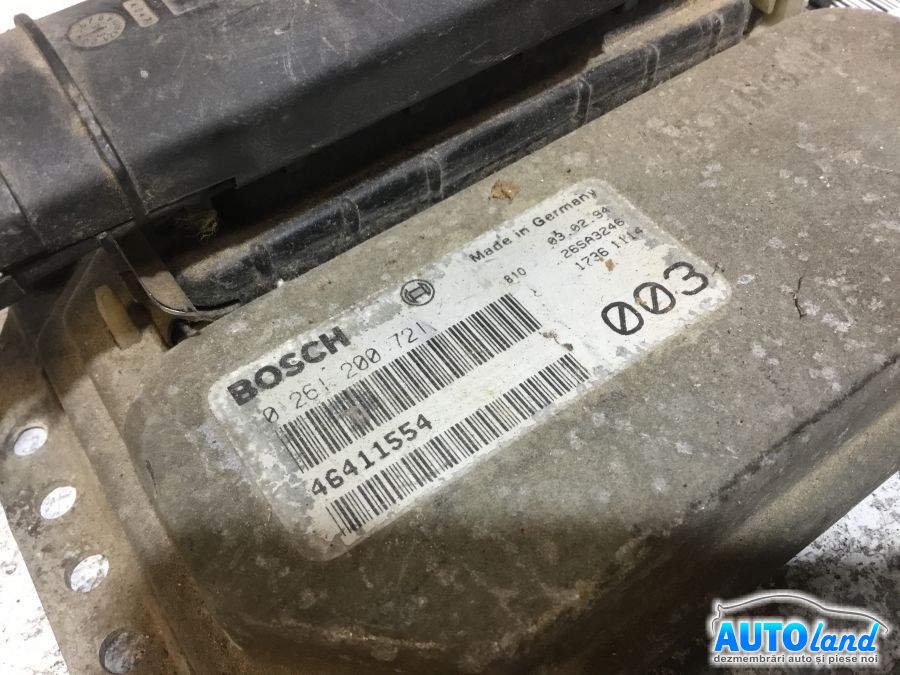 BOSCH
Made in Germany
0 261 200 721
810
03.02.94
26SA3246
1736 1114
46411554
003
AUTOland
dezmembrări auto și piese noi